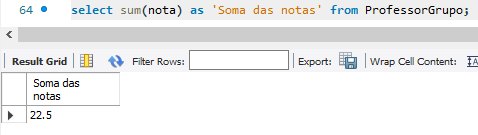 64 select sum(nota) as 'Soma das notas' from ProfessorGrupo;
Result Grid Filter Rows: Export: Wrap Cell Content: IA
Soma das
notas
22.5